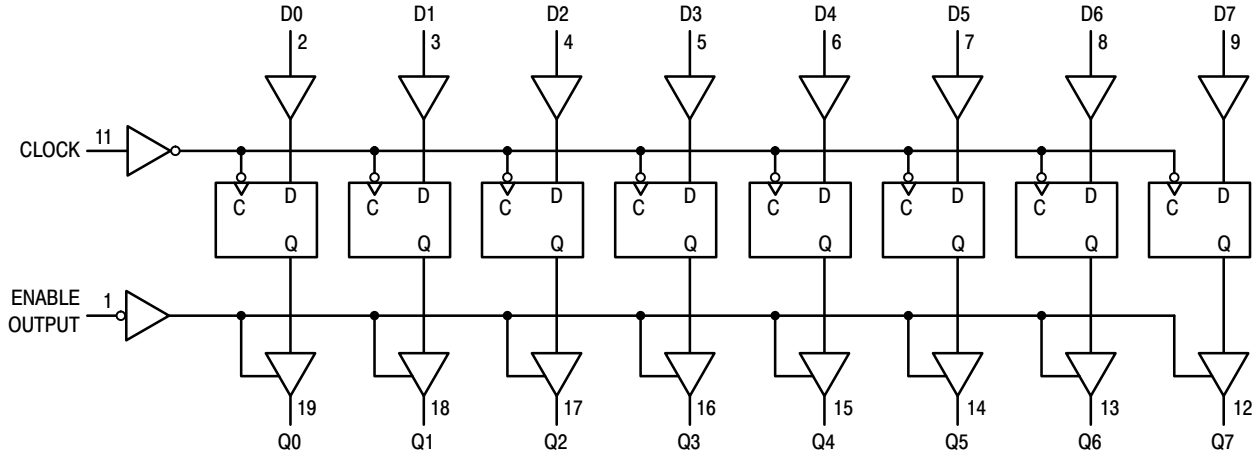 D0 D1 D2 D3 D4 D5 D6 D7
2 3 4 5 6 7 8 9
CLOCK 11
C D C D C D C D C D C D C D C D
Q Q Q Q Q Q Q Q
ENABLE
OUTPUT 1
19 18 17 16 15 14 13 12
Q0 Q1 Q2 Q3 Q4 Q5 Q6 Q7